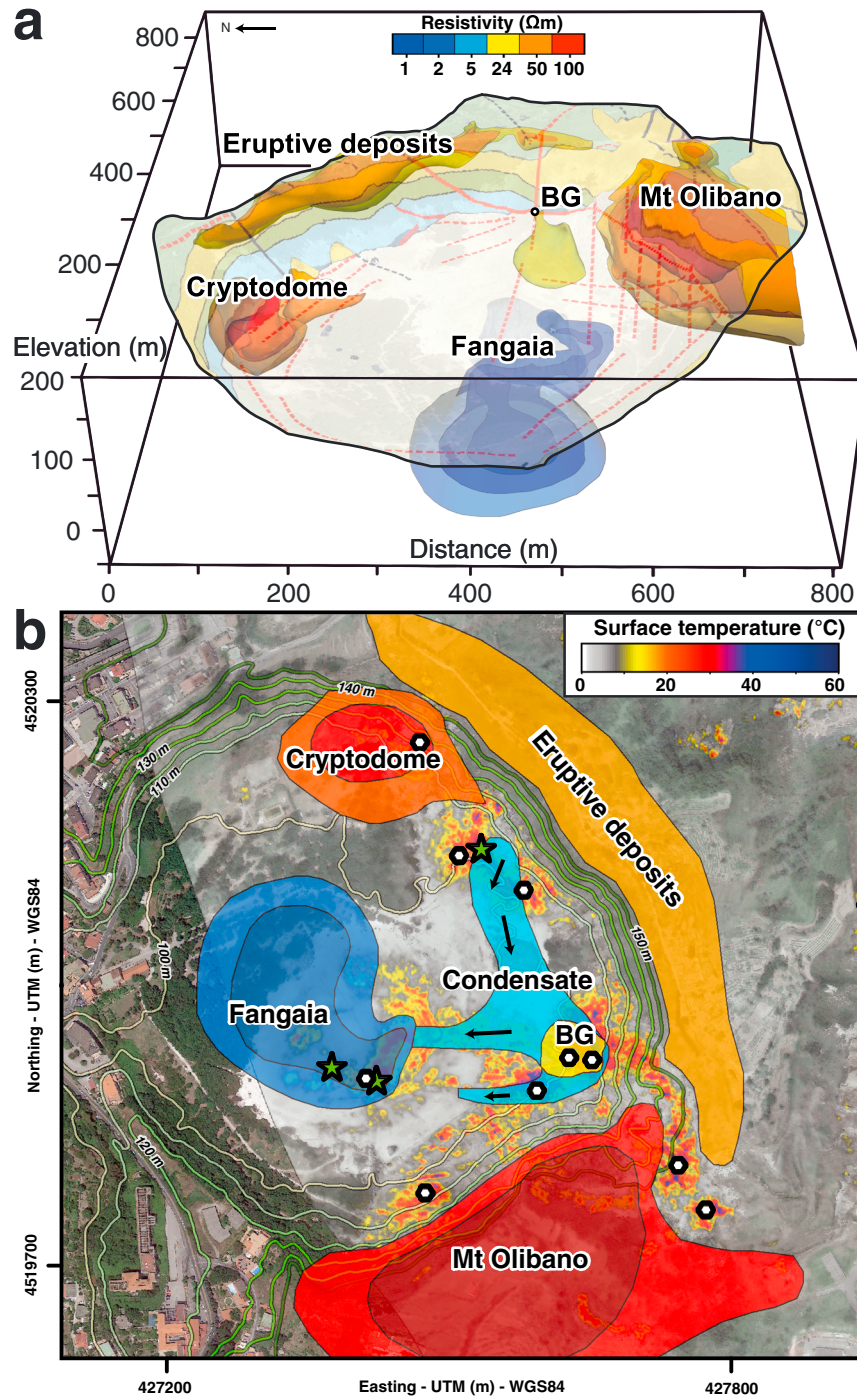 a
N
Resistivity (Ωm)
1 2 5 24 50 100
800
600
400
200
Eruptive deposits
BG
Mt Olibano
Cryptodome
Fangaia
Elevation (m)
200
100
0
Distance (m)
0 200 400 600 800
b
Surface temperature (°C)
0 20 40 60
4520300
140 m
130 m
110 m
Cryptodome
Eruptive deposits
100 m
150 m
Condensate
Fangaia
BG
Northing - UTM (m) - WGS84
120 m
Mt Olibano
4519700
427200
Easting - UTM (m) - WGS84
427800